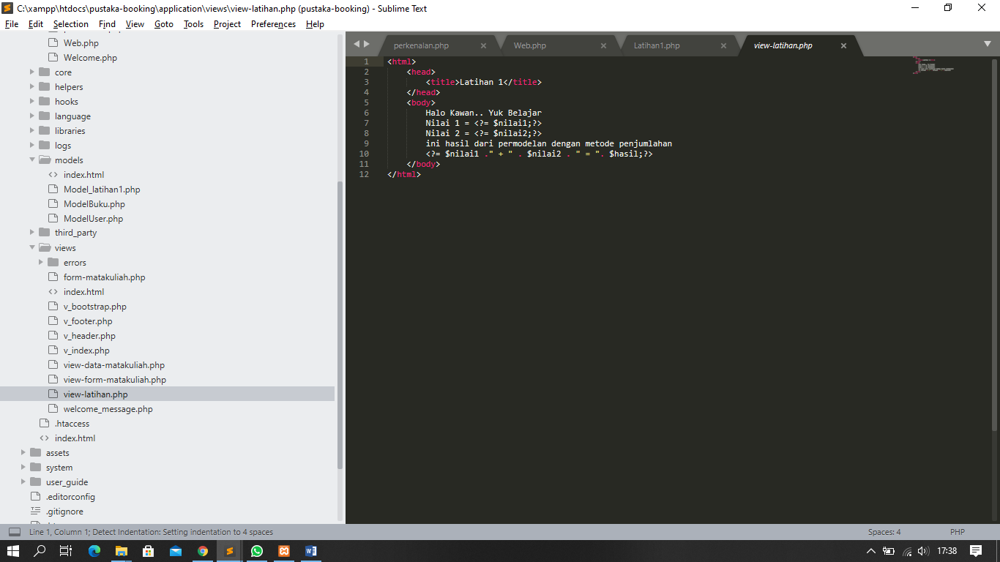 C:\xampp\htdocs\pustaka-booking\application\views\view-latihan.php (pustaka-booking) - Sublime Text
File Edit Selection Find View Goto Tools Project Preferences Help
Web.php
Welcome.php
core
helpers
hooks
language
libraries
logs
models
index.html
Model_latihan1.php
ModelBuku.php
ModelUser.php
third_party
views
errors
form-matakuliah.php
index.html
v_bootstrap.php
v_footer.php
v_header.php
v_index.php
view-data-matakuliah.php
view-form-matakuliah.php
view-latihan.php
welcome_message.php
.htaccess
index.html
assets
system
user_guide
.editorconfig
.gitignore
perkenalan.php Web.php Latihan1.php view-latihan.php
1 <html>
2 <head>
3 <title>Latihan 1</title>
4 </head>
5 <body>
6 Halo Kawan.. Yuk Belajar
7 Nilai 1 = <?= $nilai1;?>
8 Nilai 2 = <?= $nilai2;?>
9 ini hasil dari permodelan dengan metode penjumlahan
10 <?= $nilai1 ." + " . $nilai2 . " = ". $hasil;?>
11 </body>
12 </html>
Line 1, Column 1; Detect Indentation: Setting indentation to 4 spaces
Spaces: 4 PHP
17:38